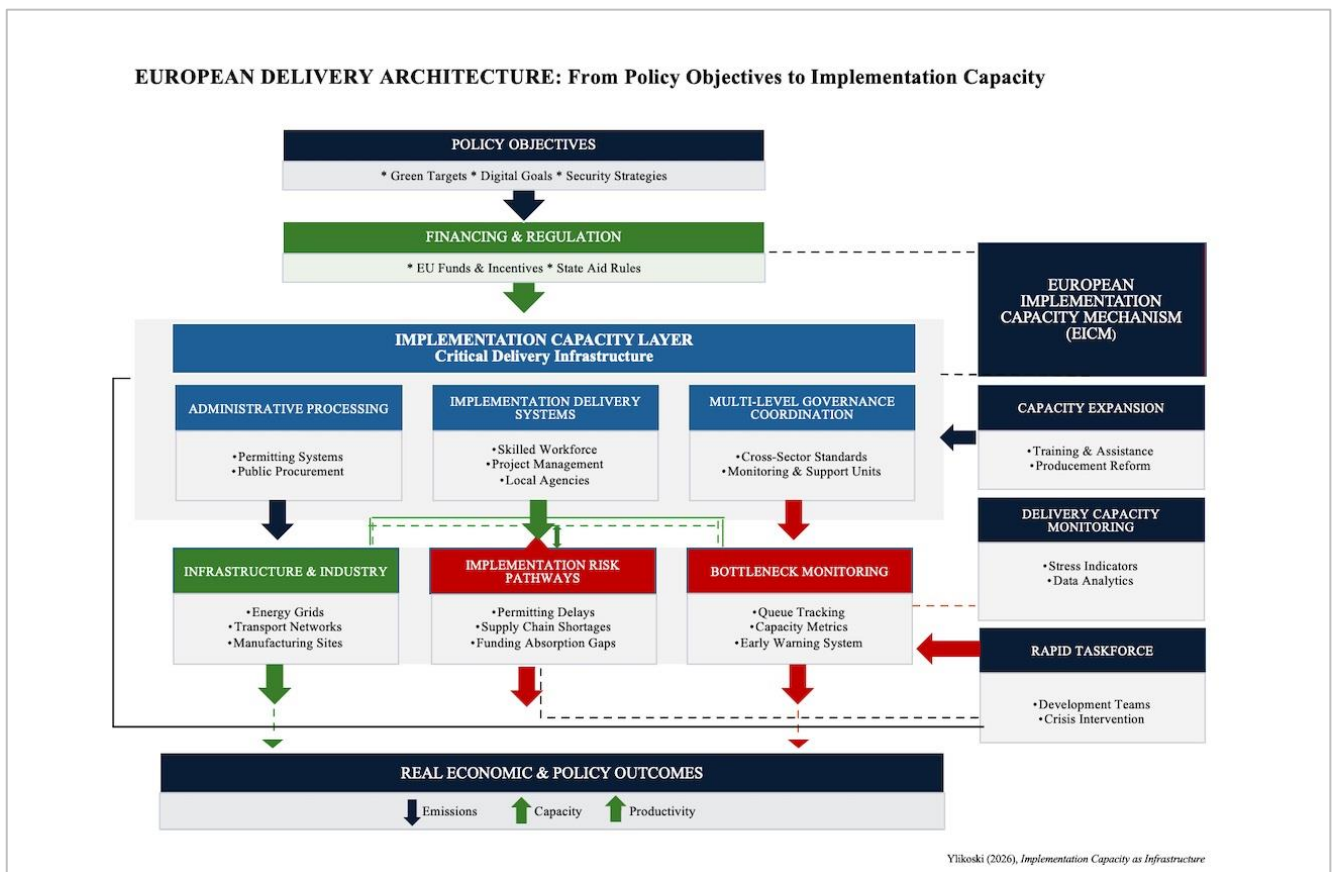 EUROPEAN DELIVERY ARCHITECTURE: From Policy Objectives to Implementation Capacity
POLICY OBJECTIVES
* Green Targets * Digital Goals * Security Strategies
FINANCING & REGULATION
* EU Funds & Incentives * State Aid Rules
EUROPEAN
IMPLEMENTATION
CAPACITY MECHANISM
(EICM)
IMPLEMENTATION CAPACITY LAYER
Critical Delivery Infrastructure
ADMINISTRATIVE PROCESSING
•Permitting Systems
•Public Procurement
IMPLEMENTATION DELIVERY
SYSTEMS
•Skilled Workforce
•Project Management
•Local Agencies
MULTI-LEVEL GOVERNANCE
COORDINATION
•Cross-Sector Standards
•Monitoring & Support Units
CAPACITY EXPANSION
•Training & Assistance
•Producement Reform
DELIVERY CAPACITY
MONITORING
•Stress Indicators
•Data Analytics
INFRASTRUCTURE & INDUSTRY
•Energy Grids
•Transport Networks
•Manufacturing Sites
IMPLEMENTATION RISK
PATHWAYS
•Permitting Delays
•Supply Chain Shortages
•Funding Absorption Gaps
BOTTLENECK MONITORING
•Queue Tracking
•Capacity Metrics
•Early Warning System
RAPID TASKFORCE
•Development Teams
•Crisis Intervention
REAL ECONOMIC & POLICY OUTCOMES
Emissions
Capacity
Productivity
Ylikoski (2026), Implementation Capacity as Infrastructure